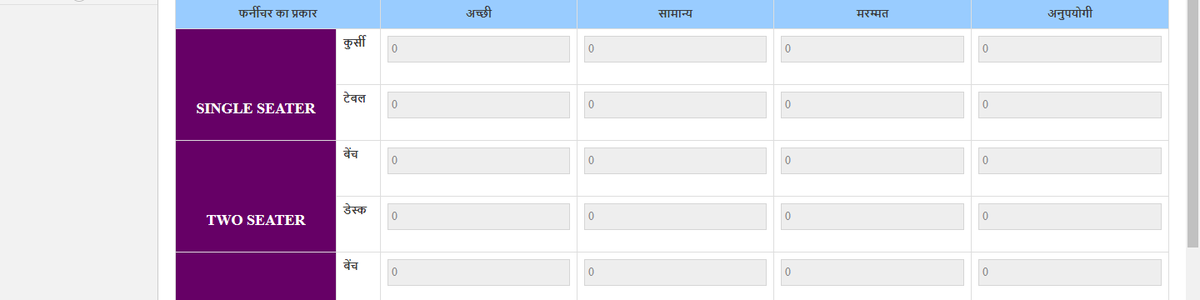 फर्नीचर का प्रकार अच्छी सामान्य मरम्मत अनुपयोगी
कुर्सी 0 0 0 0
SINGLE SEATER
टेबल 0 0 0 0
बेंच 0 0 0 0
TWO SEATER
डेस्क 0 0 0 0
बेंच 0 0 0 0